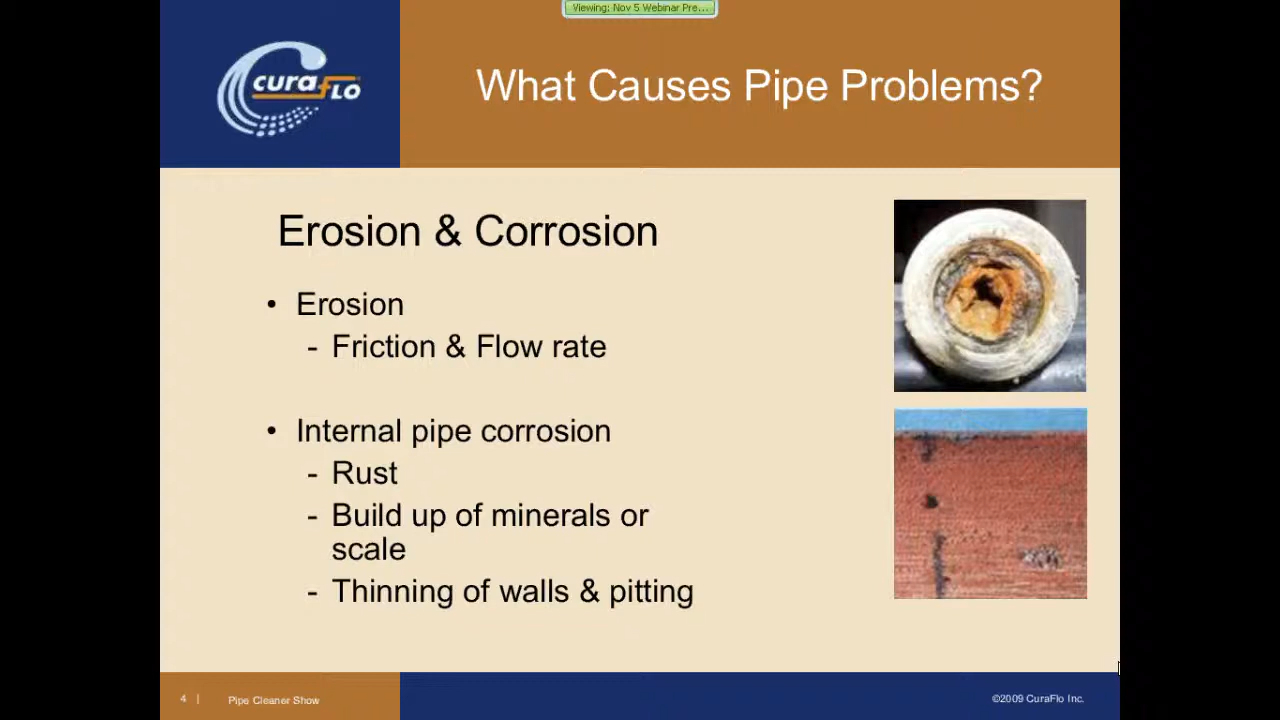 Viewing: Nov 5 Webinar Pre...
curaFLO
What Causes Pipe Problems?
Erosion & Corrosion
• Erosion
- Friction & Flow rate
• Internal pipe corrosion
- Rust
- Build up of minerals or
scale
- Thinning of walls & pitting
4 |
Pipe Cleaner Show
©2009 CuraFlo Inc.